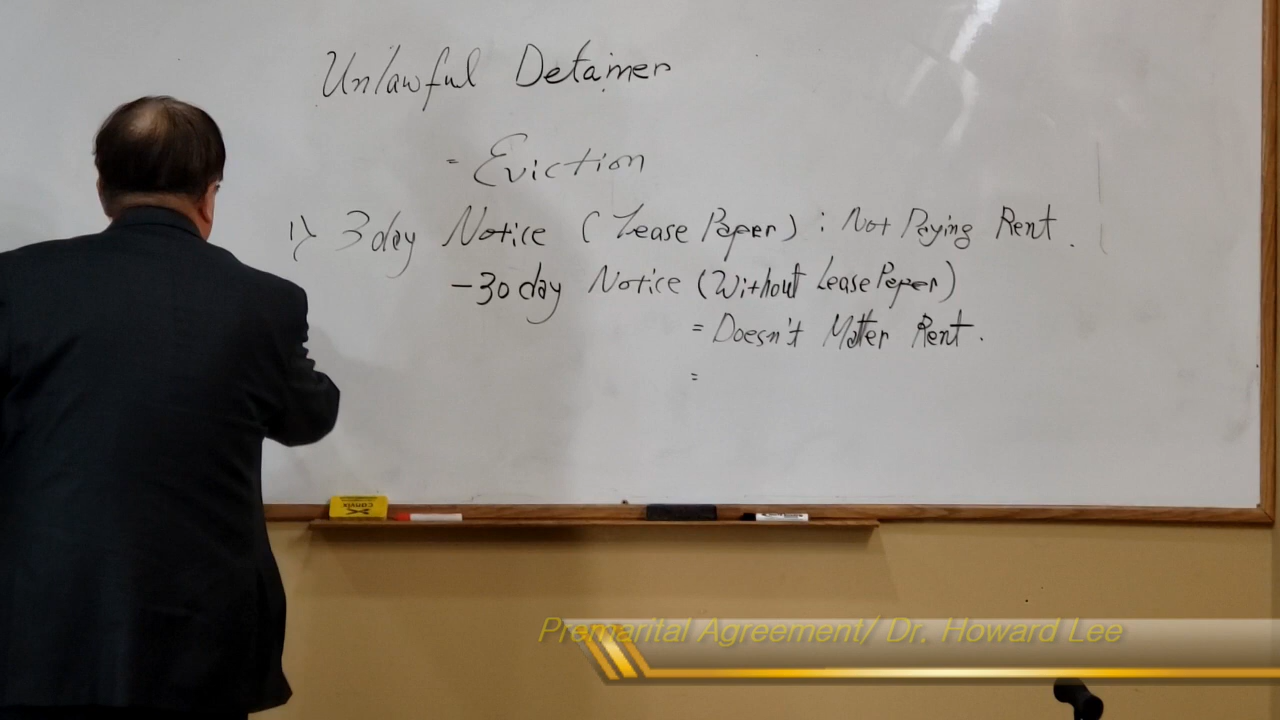 Unlawful Detainer
= Eviction
1) 3 day Notice (Lease Paper) : Not Paying Rent.
- 30 day Notice (Without Lease Paper)
= Doesn't Matter Rent.
=
Premarital Agreement/ Dr. Howard Lee